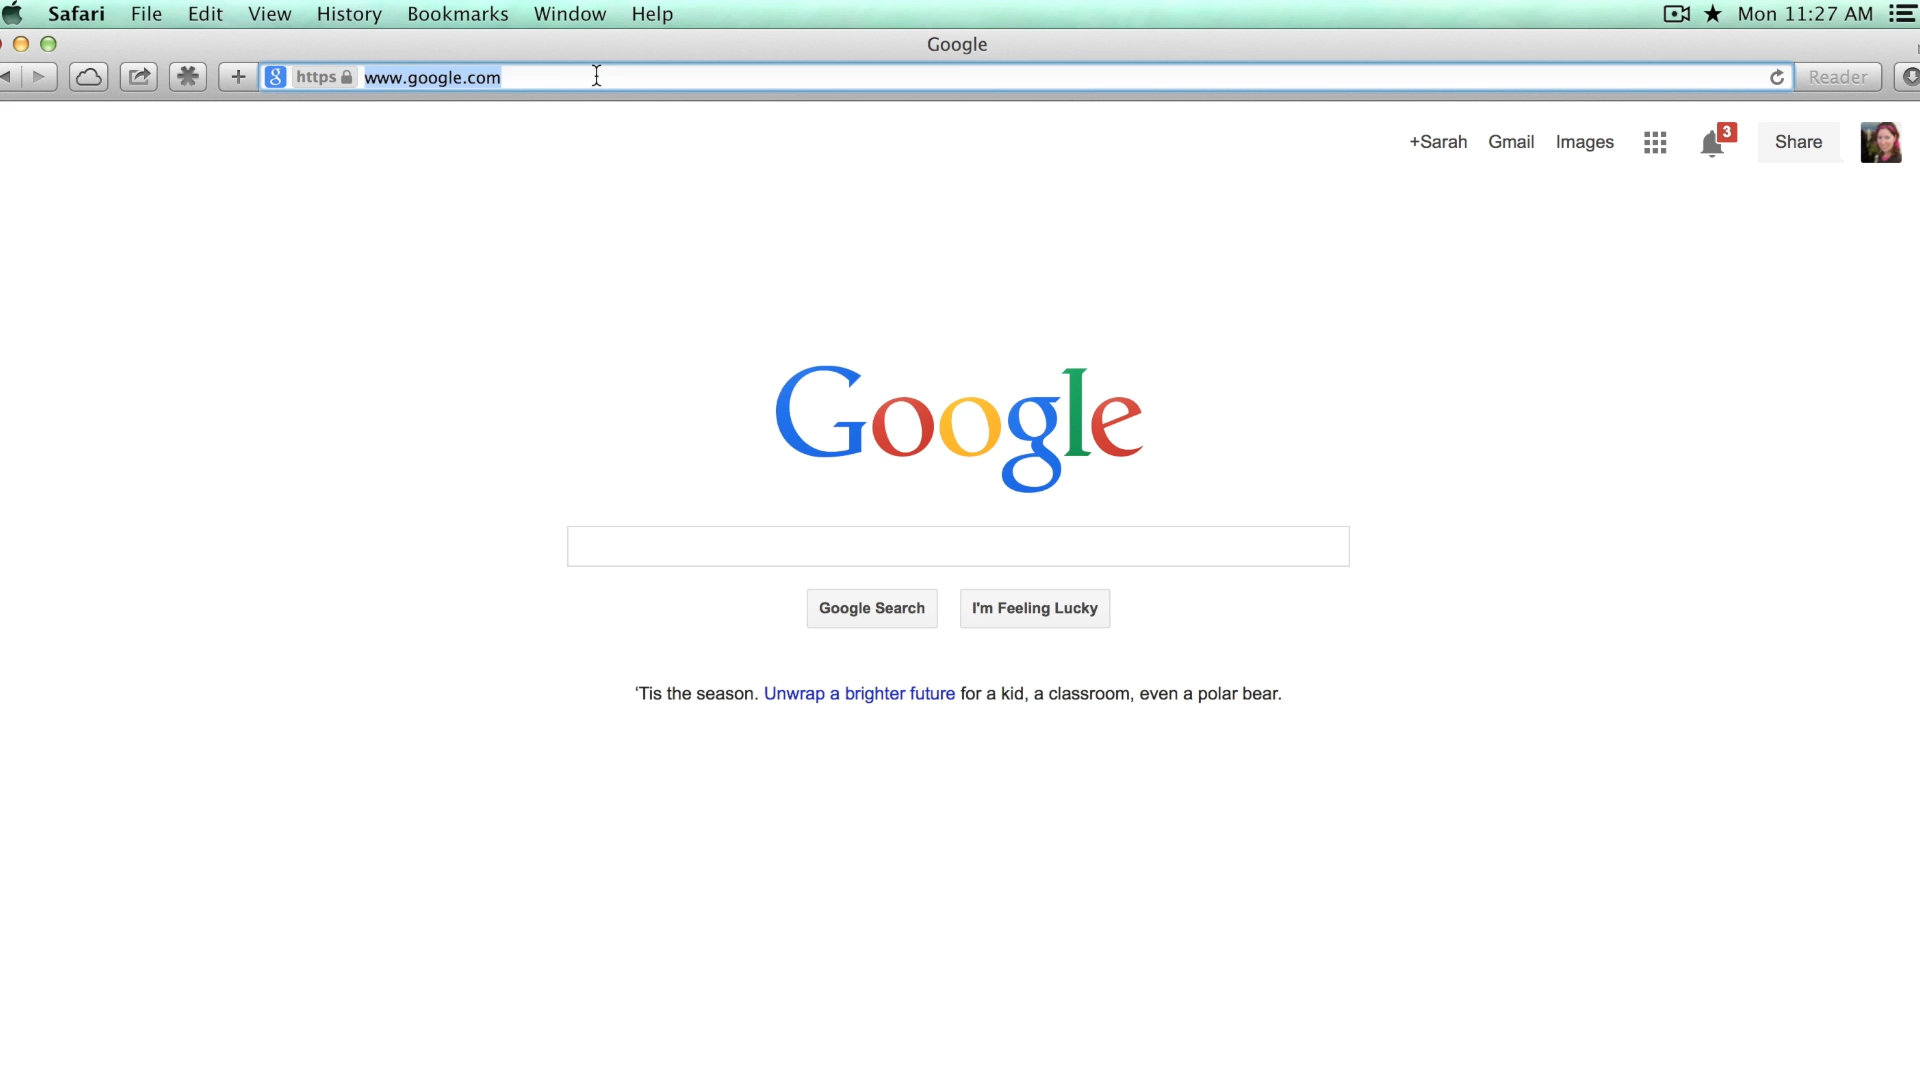 Safari File Edit View History Bookmarks Window Help Mon 11:27 AM
Google
https www.google.com Reader
+Sarah Gmail Images 3 Share
Google
Google Search I'm Feeling Lucky
‘Tis the season. Unwrap a brighter future for a kid, a classroom, even a polar bear.